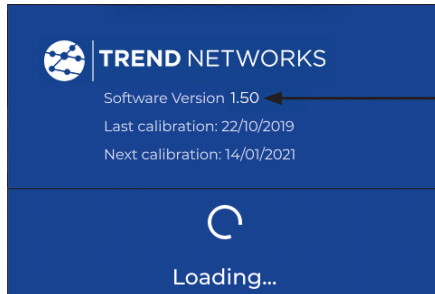 TREND NETWORKS
Software Version 1.50
Last calibration: 22/10/2019
Next calibration: 14/01/2021
Loading...